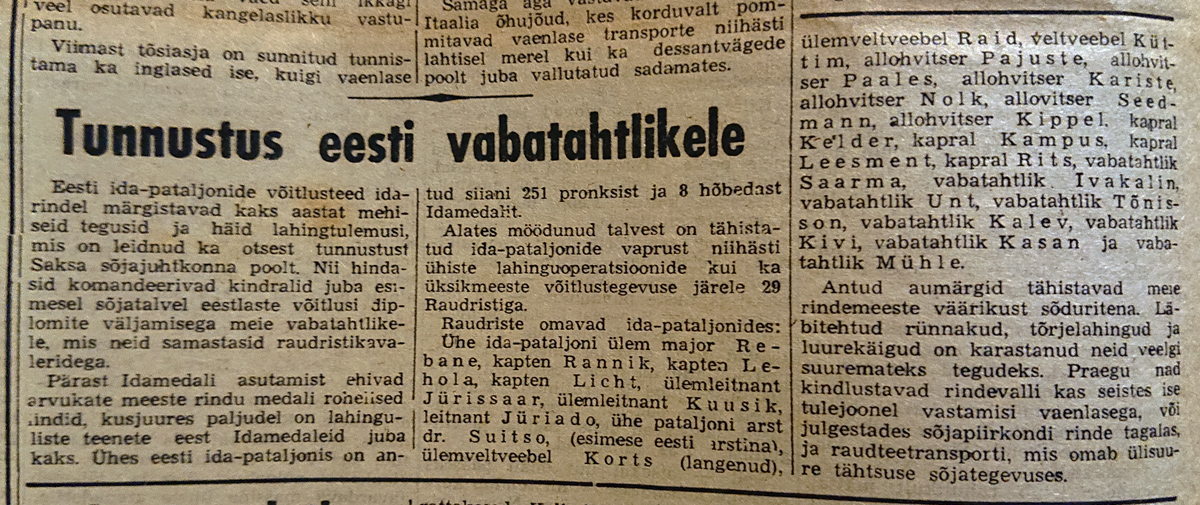 veel osutavad kangelaslikku vastu-
panu.
Viimast tõsiasja on sunnitud tunnis-
tama ka inglased ise, kuigi vaenlase
Samaga aga
Itaalia õhujõud, kes korduvalt pom-
mitavad vaenlase transporte niihästi
lahtisel merel kui ka dessantvägede
poolt juba vallutatud sadamates.
Tunnustus eesti vabatahtlikele
Eesti ida-pataljonide võitlusteed ida-
rindel märgistavad kaks aastat mehi-
seid tegusid ja häid lahingtulemusi,
mis on leidnud ka otsest tunnustust
Saksa sõjajuhtkonna poolt. Nii hinda-
sid komandeerivad kindralid juba esi-
mesel sõjatalvel eestlaste võitlusi dip-
lomite väljamisega meie vabatahtlike-
le, mis neid samastasid raudristikava-
leridega.
Pärast Idamedali asutamist ehivad
arvukate meeste rindu medali rohelised
lindid, kusjuures paljudel on lahingu-
liste teenete eest Idamedaleid juba
kaks. Ühes eesti ida-pataljonis on an-
tud siiani 251 pronksist ja 8 hõbedast
Idamedalit.
Alates möödunud talvest on tähista-
tud ida-pataljonide vaprust niihästi
ühiste lahinguoperatsioonide kui ka
üksikmeeste võitlustegevuse järele 29
Raudristiga.
Raudriste omavad ida-pataljonides:
Ühe ida-pataljoni ülem major Re-
bane, kapten Rannik, kapten Le-
hola, kapten Licht, ülemleitnant
Jürissaar, ülemleitnant Kuusik,
leitnant Jüriado, ühe pataljoni arst
dr. Suitso, (esimese eesti arstina),
ülemveltveebel Korts (langenud),
ülemveltveebel Raid, veltveebel Küt-
tim, allohvitser Pajuste, allohvit-
ser Paales, allohvitser Kariste,
allohvitser Nolk, allovitser Seed-
mann, allohvitser Kippel, kapral
Kelder, kapral Kampus, kapral
Leesment, kapral Rits, vabatahtlik
Saarma, vabatahtlik Ivakalin,
vabatahtlik Unt, vabatahtlik Tõnis-
son, vabatahtlik Kalev, vabatahtlik
Kivi, vabatahtlik Kasan ja vaba-
tahtlik Mühle.
Antud aumärgid tähistavad meie
rindemeeste väärikust sõduritena. Lä-
bitehtud rünnakud, tõrjelahingud ja
luurekäigud on karastanud neid veelgi
suuremateks tegudeks. Praegu nad
kindlustavad rindevalli kas seistes ise
tulejoonel vastamisi vaenlasega, või
julgestades sõjapiirkondi rinde tagalas,
ja raudteetransporti, mis omab ülisuu-
re tähtsuse sõjategevuses.